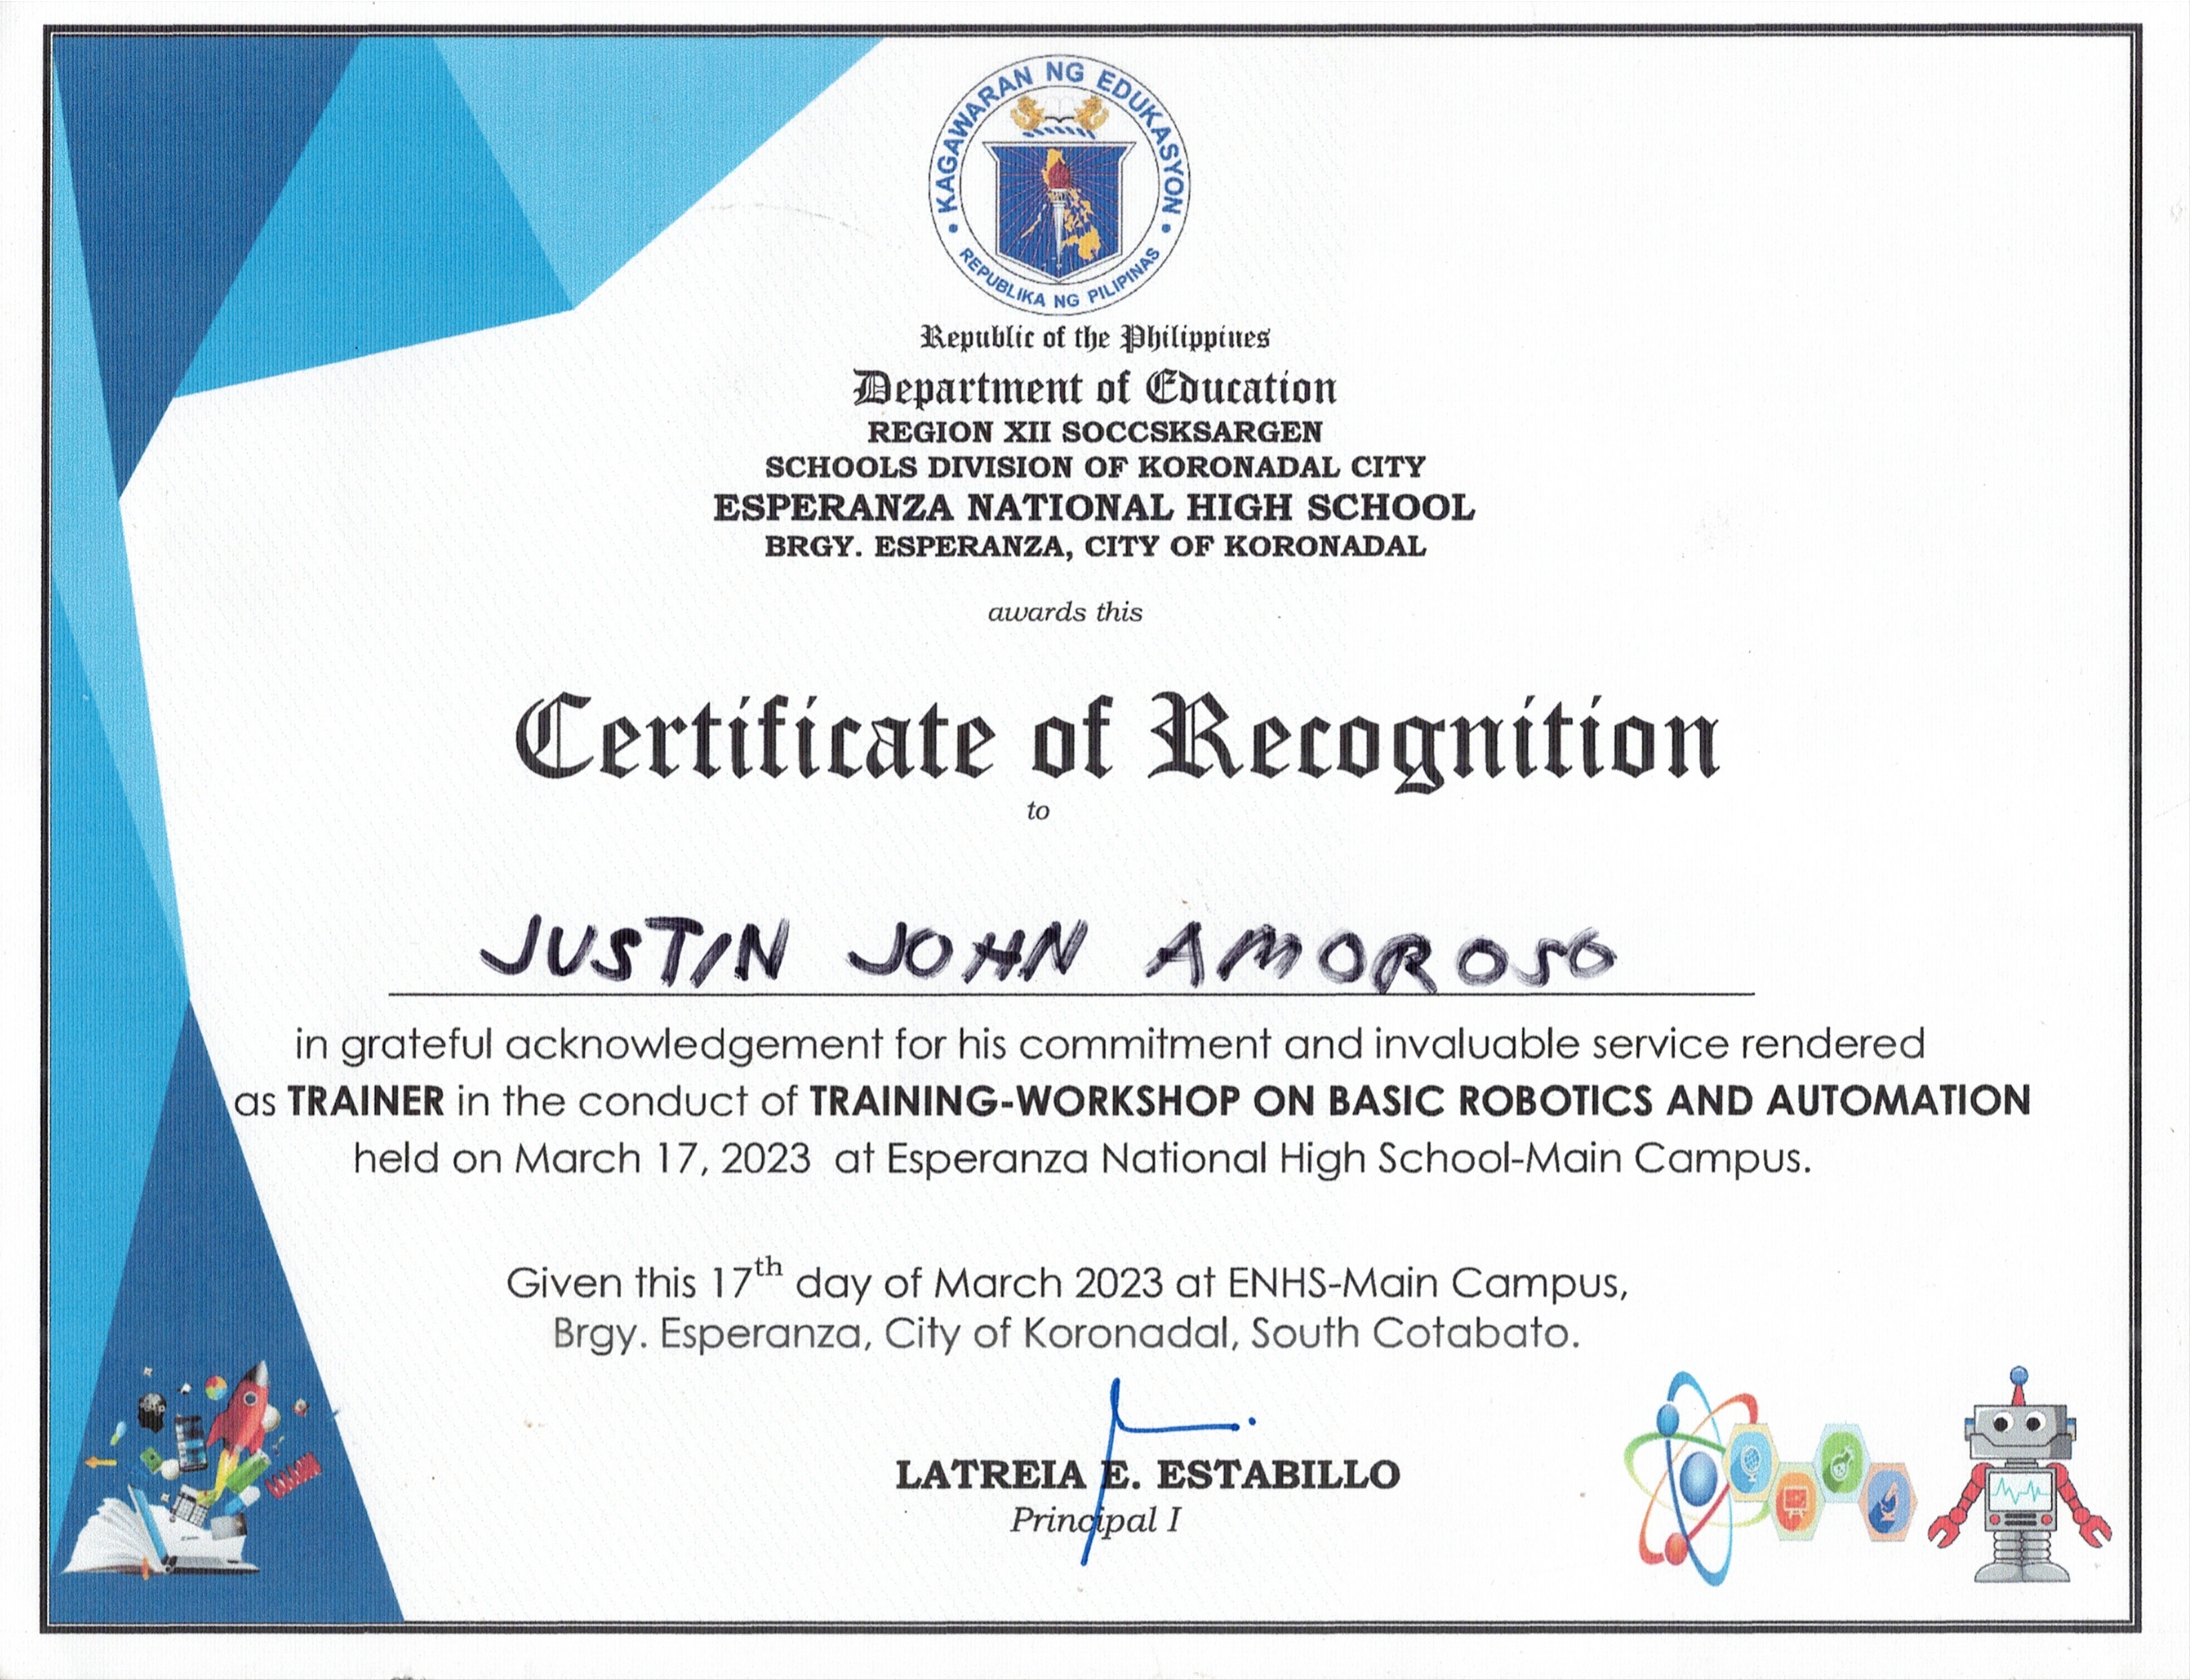 KAGAWARAN NG EDUKASYON
REPUBLIKA NG PILIPINAS
Republic of the Philippines
Department of Education
REGION XII SOCCSKSARGEN
SCHOOLS DIVISION OF KORONADAL CITY
ESPERANZA NATIONAL HIGH SCHOOL
BRGY. ESPERANZA, CITY OF KORONADAL
awards this
Certificate of Recognition
to
JUSTIN JOHN AMOROSO
in grateful acknowledgement for his commitment and invaluable service rendered
as TRAINER in the conduct of TRAINING-WORKSHOP ON BASIC ROBOTICS AND AUTOMATION
held on March 17, 2023 at Esperanza National High School-Main Campus.
Given this 17th day of March 2023 at ENHS-Main Campus,
Brgy. Esperanza, City of Koronadal, South Cotabato.
LATREIA E. ESTABILLO
Principal I